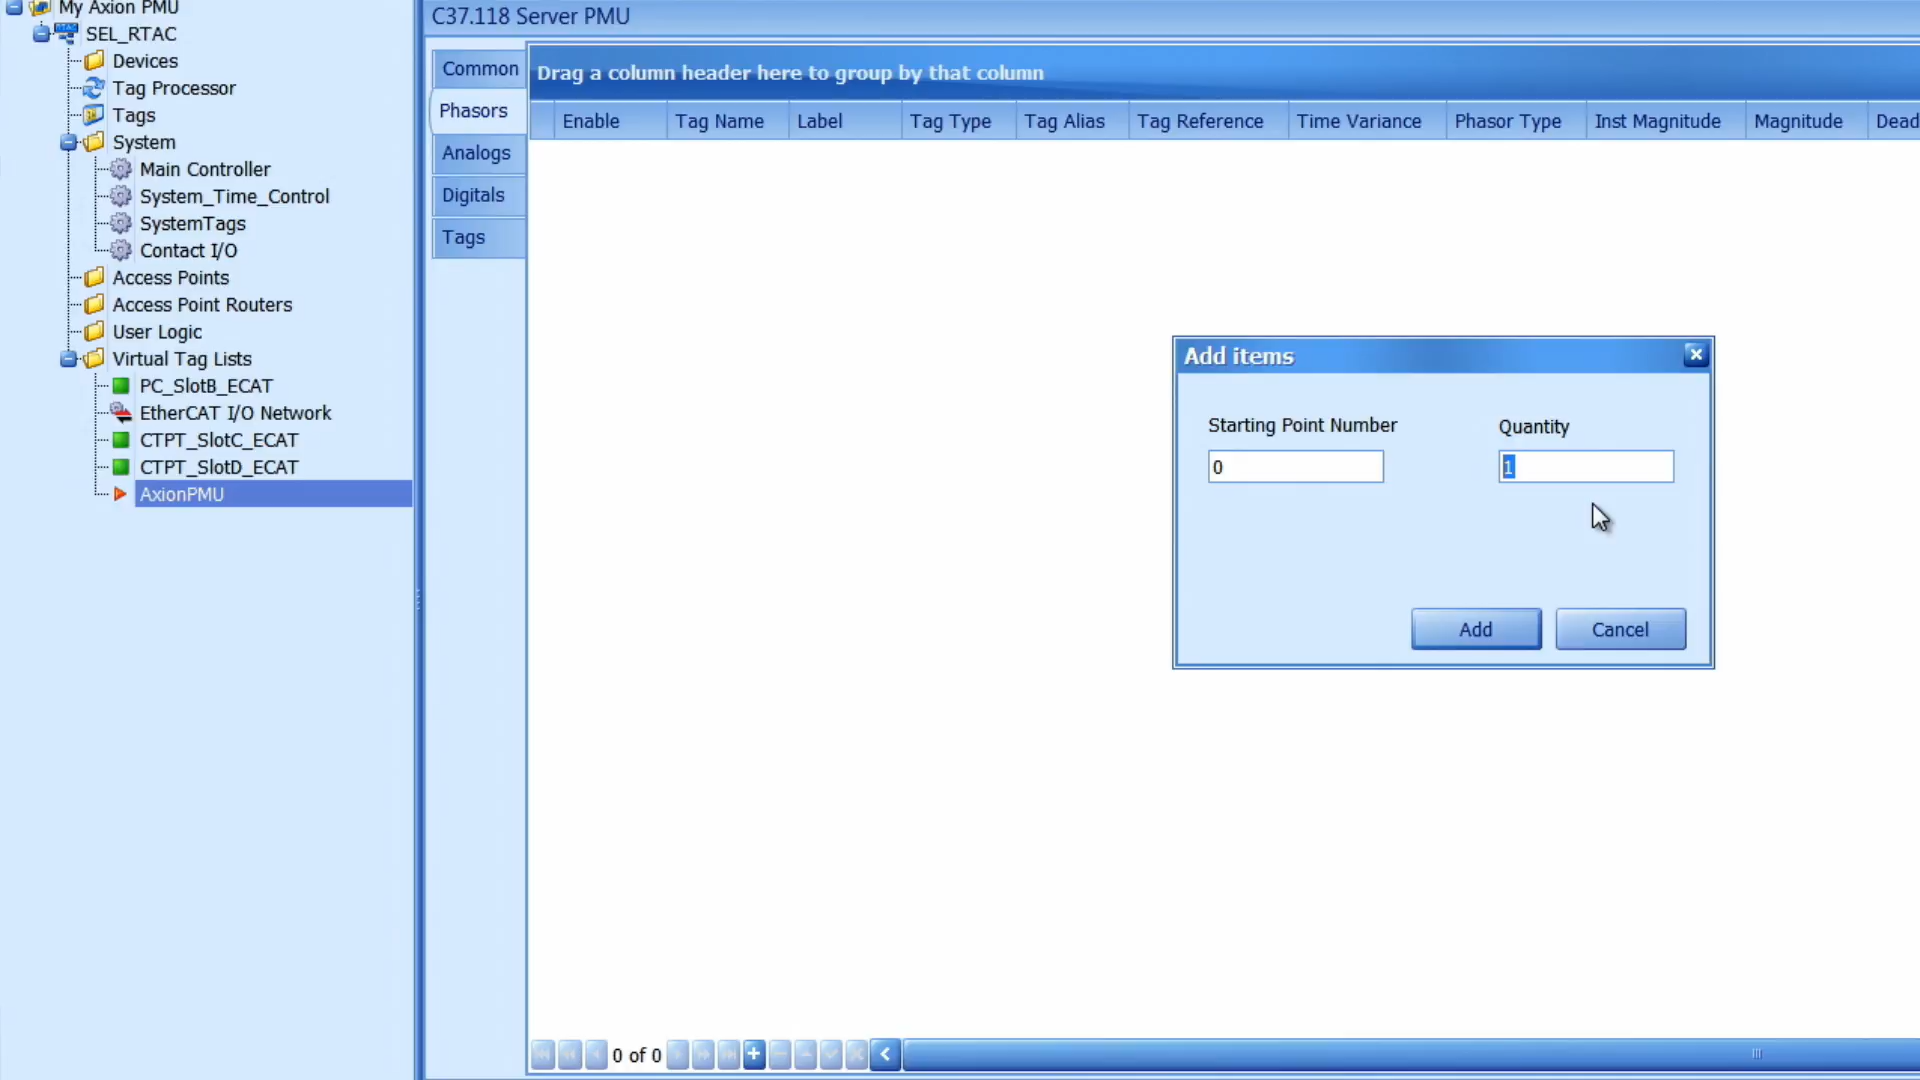 My Axion PMU
SEL_RTAC
Devices
Tag Processor
Tags
System
Main Controller
System_Time_Control
SystemTags
Contact I/O
Access Points
Access Point Routers
User Logic
Virtual Tag Lists
PC_SlotB_ECAT
EtherCAT I/O Network
CTPT_SlotC_ECAT
CTPT_SlotD_ECAT
AxionPMU
C37.118 Server PMU
Common
Phasors
Analogs
Digitals
Tags
Drag a column header here to group by that column
Enable Tag Name Label Tag Type Tag Alias Tag Reference Time Variance Phasor Type Inst Magnitude Magnitude Dead
Add items
Starting Point Number Quantity
0 1
Add Cancel
0 of 0